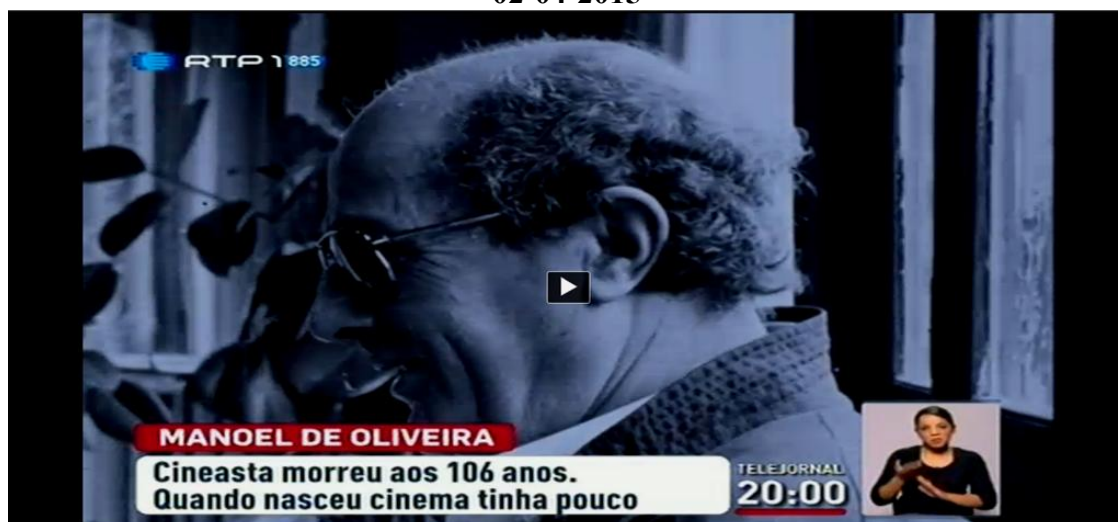 02-04-2015
RTP 1 885
MANOEL DE OLIVEIRA
Cineasta morreu aos 106 anos.
Quando nasceu cinema tinha pouco
TELEJORNAL
20:00